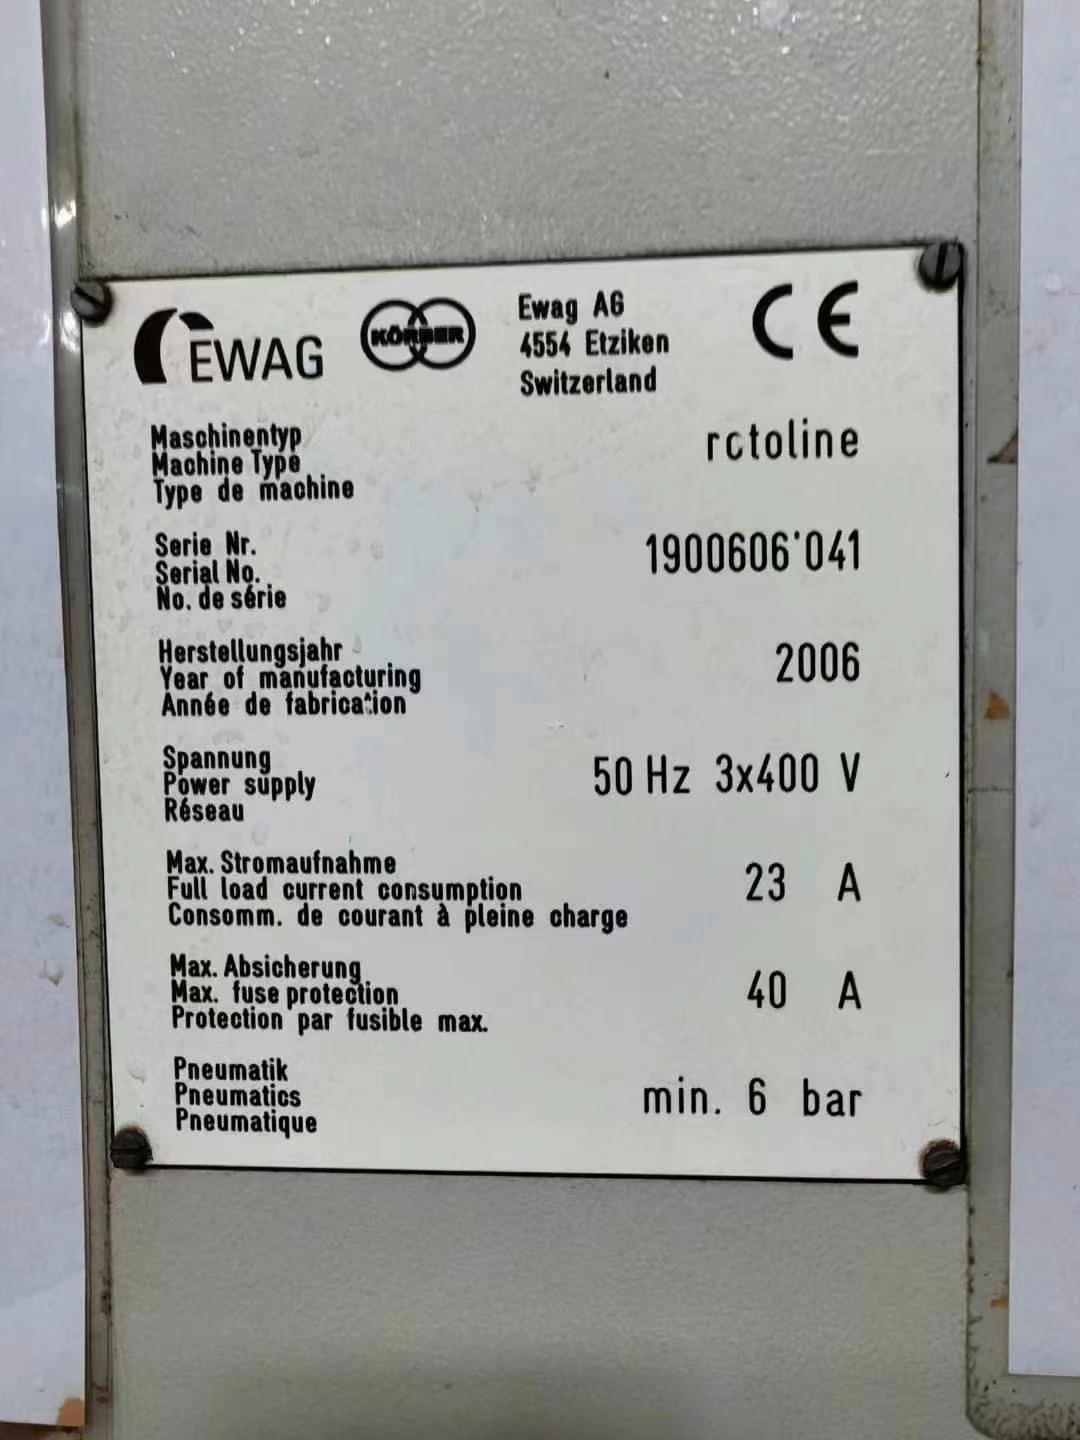 EWAG
KÖRBER
Ewag AG
4554 Etziken
Switzerland
CE
Maschinentyp
Machine Type
Type de machine
rotoline
Serie Nr.
Serial No.
No. de série
1900606'041
Herstellungsjahr
Year of manufacturing
Année de fabrication
2006
Spannung
Power supply
Réseau
50 Hz 3x400 V
Max. Stromaufnahme
Full load current consumption
Consomm. de courant à pleine charge
23 A
Max. Absicherung
Max. fuse protection
Protection par fusible max.
40 A
Pneumatik
Pneumatics
Pneumatique
min. 6 bar